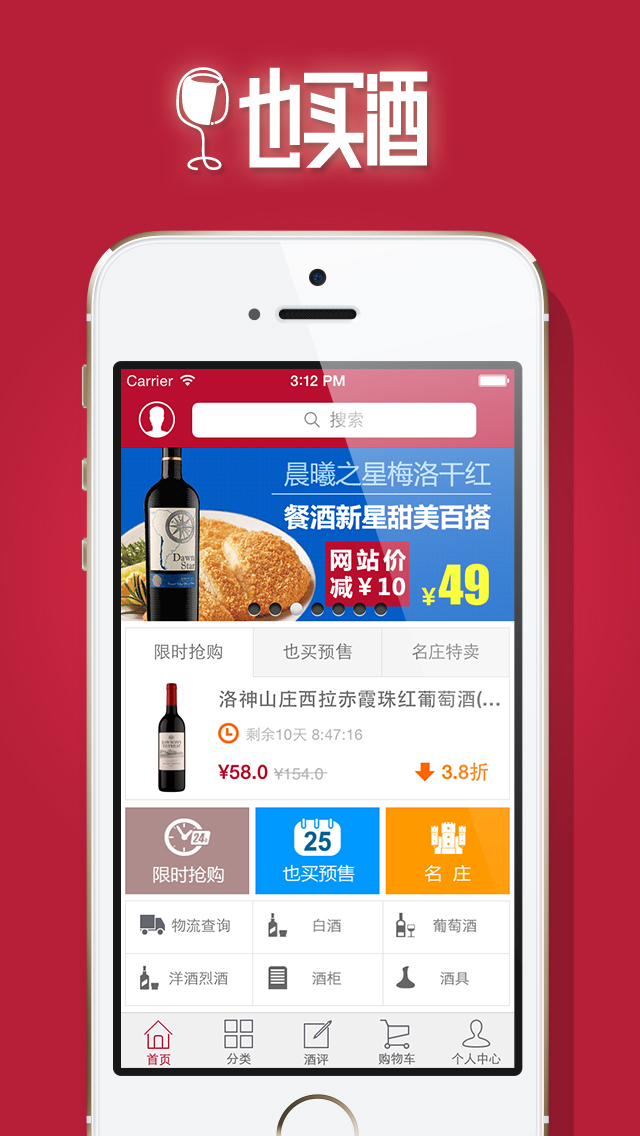 也买酒
Carrier
3:12 PM
搜索
晨曦之星梅洛干红
餐酒新星甜美百搭
网站价
减¥10
¥49
Dawn
Star
限时抢购
也买预售
名庄特卖
洛神山庄西拉赤霞珠红葡萄酒(...
剩余10天 8:47:16
¥58.0 ¥154.0
3.8折
24
25
限时抢购
也买预售
名 庄
物流查询
白酒
葡萄酒
洋酒烈酒
酒柜
酒具
首页
分类
酒评
购物车
个人中心